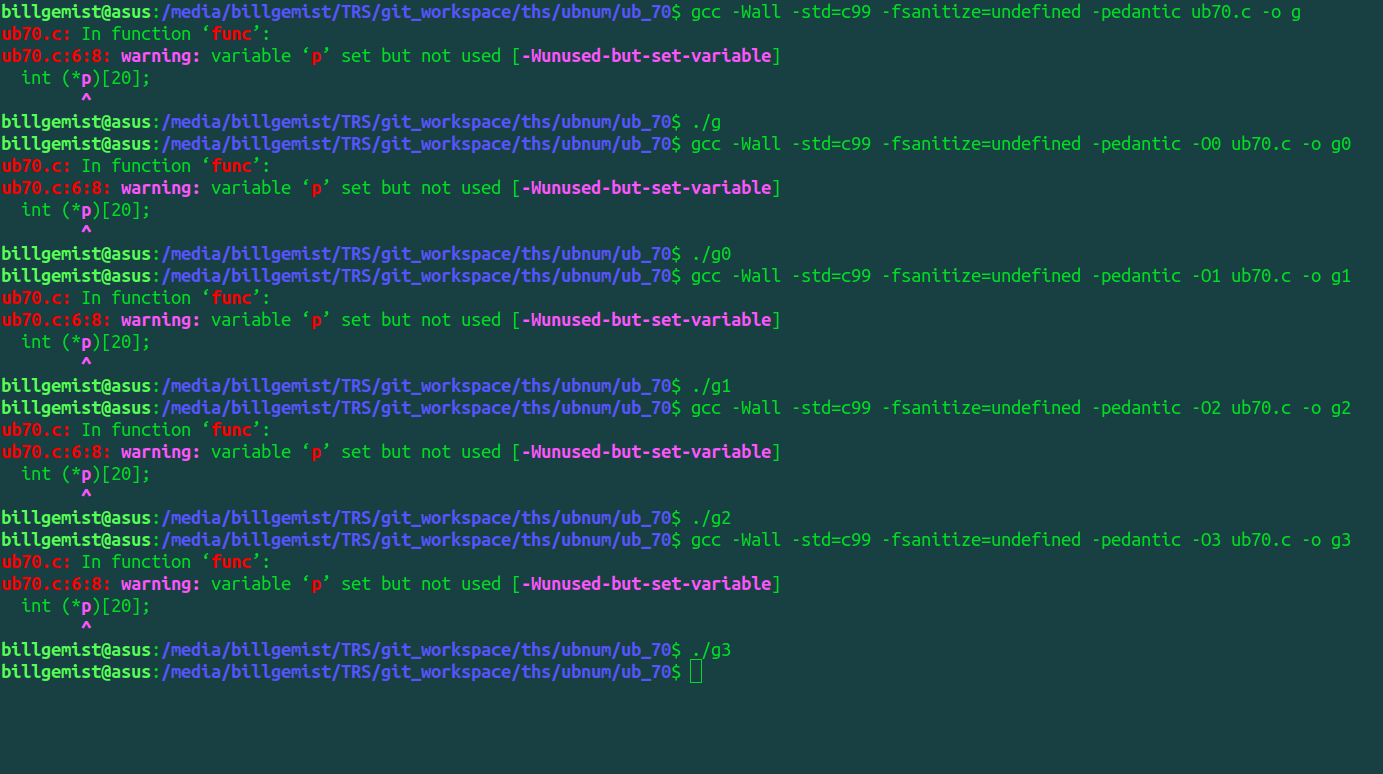 billgemist@asus:/media/billgemist/TRS/git_workspace/ths/ubnum/ub_70$ gcc -Wall -std=c99 -fsanitize=undefined -pedantic ub70.c -o g
ub70.c: In function ‘func’:
ub70.c:6:8: warning: variable ‘p’ set but not used [-Wunused-but-set-variable]
  int (*p)[20];
        ^
billgemist@asus:/media/billgemist/TRS/git_workspace/ths/ubnum/ub_70$ ./g
billgemist@asus:/media/billgemist/TRS/git_workspace/ths/ubnum/ub_70$ gcc -Wall -std=c99 -fsanitize=undefined -pedantic -O0 ub70.c -o g0
ub70.c: In function ‘func’:
ub70.c:6:8: warning: variable ‘p’ set but not used [-Wunused-but-set-variable]
  int (*p)[20];
        ^
billgemist@asus:/media/billgemist/TRS/git_workspace/ths/ubnum/ub_70$ ./g0
billgemist@asus:/media/billgemist/TRS/git_workspace/ths/ubnum/ub_70$ gcc -Wall -std=c99 -fsanitize=undefined -pedantic -O1 ub70.c -o g1
ub70.c: In function ‘func’:
ub70.c:6:8: warning: variable ‘p’ set but not used [-Wunused-but-set-variable]
  int (*p)[20];
        ^
billgemist@asus:/media/billgemist/TRS/git_workspace/ths/ubnum/ub_70$ ./g1
billgemist@asus:/media/billgemist/TRS/git_workspace/ths/ubnum/ub_70$ gcc -Wall -std=c99 -fsanitize=undefined -pedantic -O2 ub70.c -o g2
ub70.c: In function ‘func’:
ub70.c:6:8: warning: variable ‘p’ set but not used [-Wunused-but-set-variable]
  int (*p)[20];
        ^
billgemist@asus:/media/billgemist/TRS/git_workspace/ths/ubnum/ub_70$ ./g2
billgemist@asus:/media/billgemist/TRS/git_workspace/ths/ubnum/ub_70$ gcc -Wall -std=c99 -fsanitize=undefined -pedantic -O3 ub70.c -o g3
ub70.c: In function ‘func’:
ub70.c:6:8: warning: variable ‘p’ set but not used [-Wunused-but-set-variable]
  int (*p)[20];
        ^
billgemist@asus:/media/billgemist/TRS/git_workspace/ths/ubnum/ub_70$ ./g3
billgemist@asus:/media/billgemist/TRS/git_workspace/ths/ubnum/ub_70$